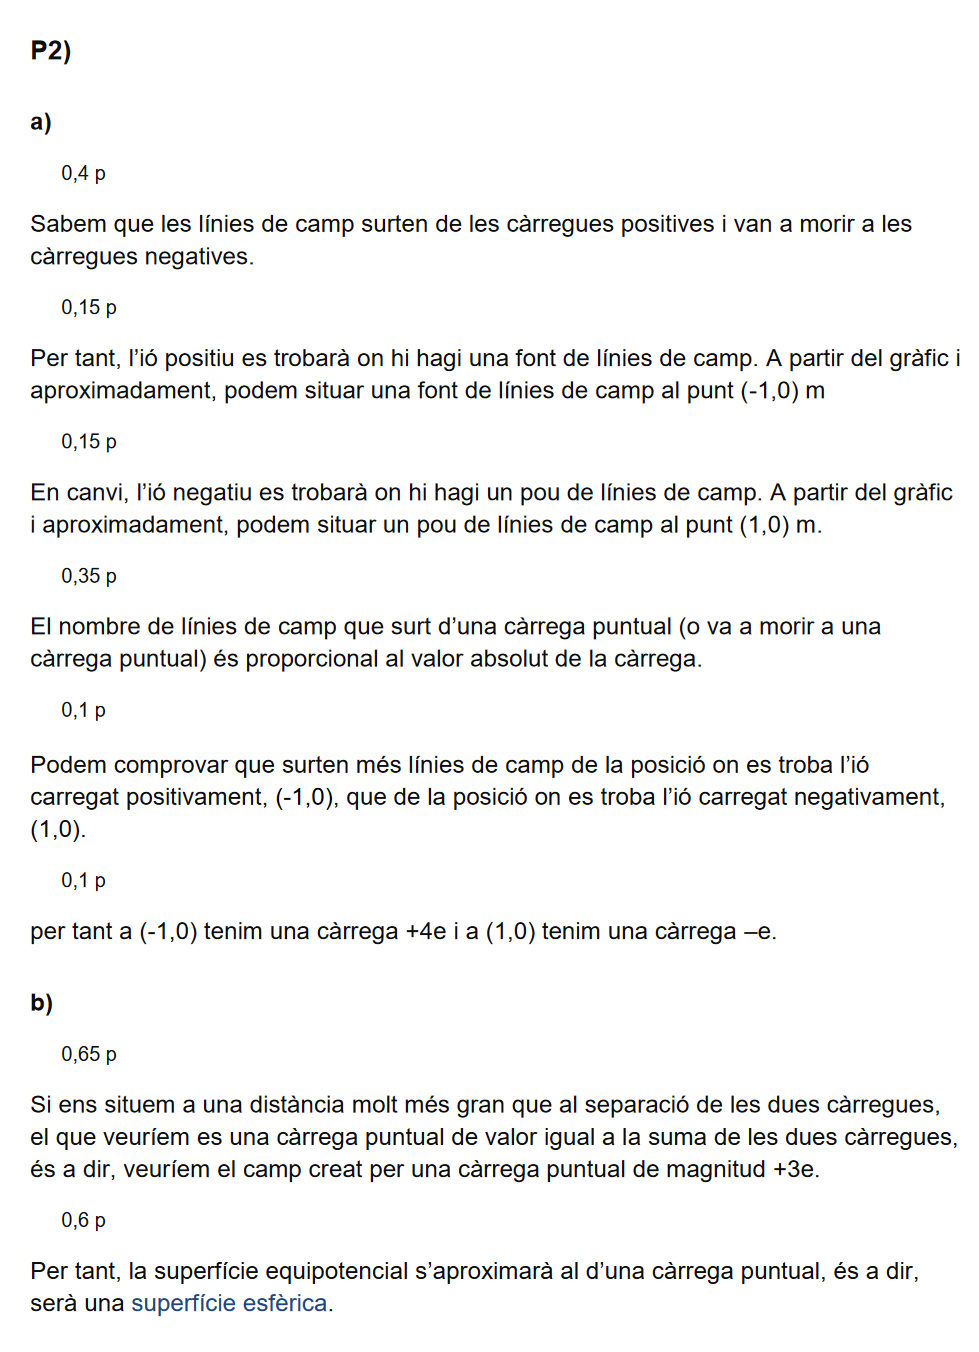 P2)
a)
0,4 p
Sabem que les línies de camp surten de les càrregues positives i van a morir a les
càrregues negatives.
0,15 p
Per tant, l’ió positiu es trobarà on hi hagi una font de línies de camp. A partir del gràfic i
aproximadament, podem situar una font de línies de camp al punt (-1,0) m
0,15 p
En canvi, l’ió negatiu es trobarà on hi hagi un pou de línies de camp. A partir del gràfic
i aproximadament, podem situar un pou de línies de camp al punt (1,0) m.
0,35 p
El nombre de línies de camp que surt d’una càrrega puntual (o va a morir a una
càrrega puntual) és proporcional al valor absolut de la càrrega.
0,1 p
Podem comprovar que surten més línies de camp de la posició on es troba l’ió
carregat positivament, (-1,0), que de la posició on es troba l’ió carregat negativament,
(1,0).
0,1 p
per tant a (-1,0) tenim una càrrega +4e i a (1,0) tenim una càrrega –e.
b)
0,65 p
Si ens situem a una distància molt més gran que al separació de les dues càrregues,
el que veuríem es una càrrega puntual de valor igual a la suma de les dues càrregues,
és a dir, veuríem el camp creat per una càrrega puntual de magnitud +3e.
0,6 p
Per tant, la superfície equipotencial s’aproximarà al d’una càrrega puntual, és a dir,
serà una superfície esfèrica.